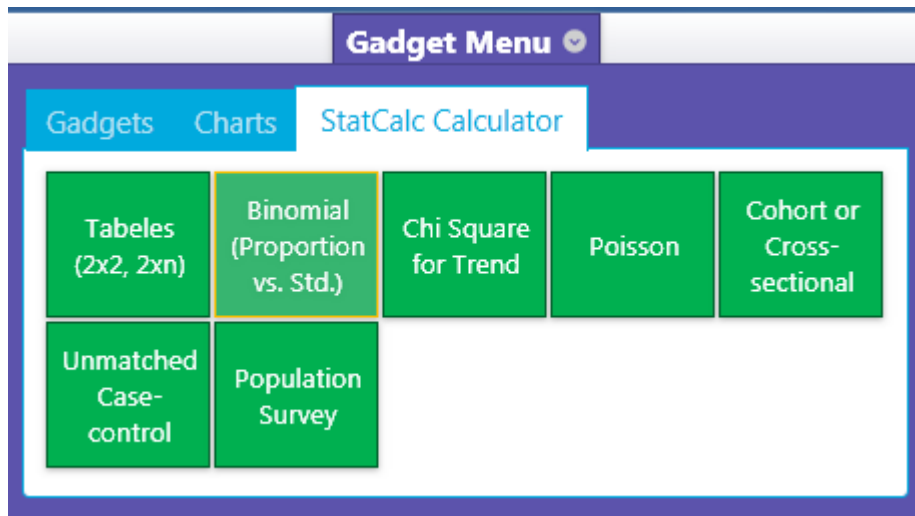 Gadget Menu
Gadgets Charts StatCalc Calculator
Tabeles
(2x2, 2xn)
Binomial
(Proportion
vs. Std.)
Chi Square
for Trend
Poisson
Cohort or
Cross-
sectional
Unmatched
Case-
control
Population
Survey